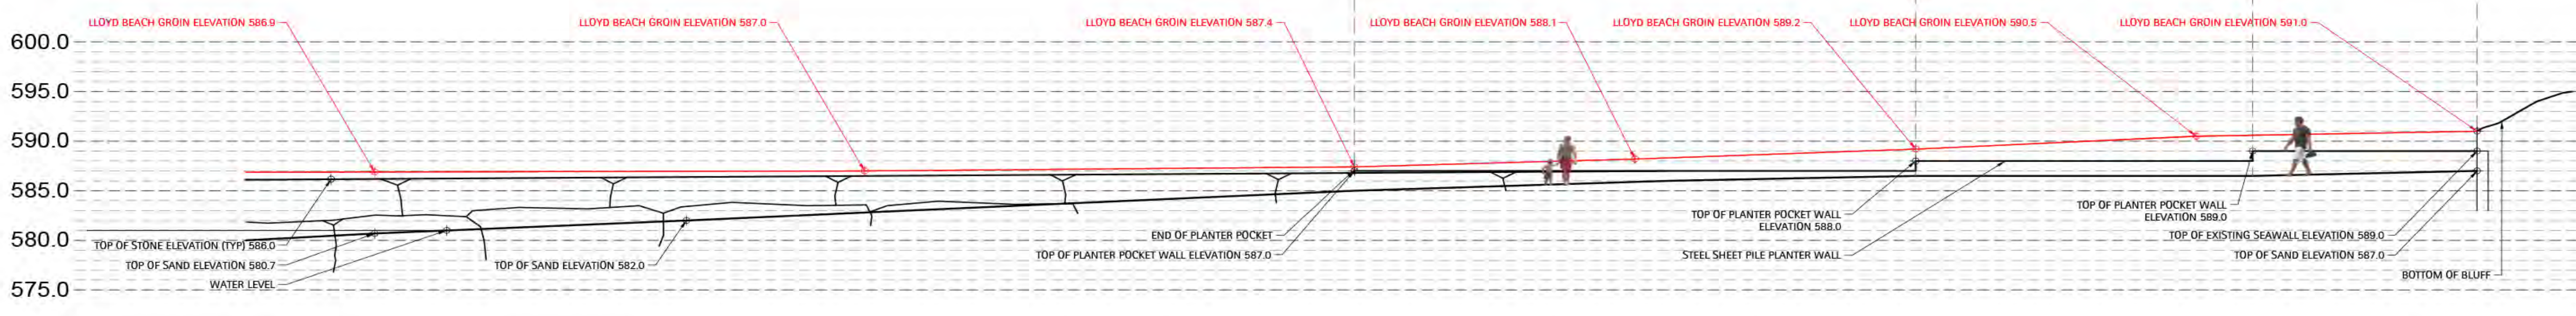 LLOYD BEACH GROIN ELEVATION 586.9
LLOYD BEACH GROIN ELEVATION 587.0
LLOYD BEACH GROIN ELEVATION 587.4
LLOYD BEACH GROIN ELEVATION 588.1
LLOYD BEACH GROIN ELEVATION 589.2
LLOYD BEACH GROIN ELEVATION 590.5
LLOYD BEACH GROIN ELEVATION 591.0
600.0
595.0
590.0
585.0
580.0
575.0
TOP OF STONE ELEVATION (TYP) 586.0
TOP OF SAND ELEVATION 580.7
WATER LEVEL
TOP OF SAND ELEVATION 582.0
END OF PLANTER POCKET
TOP OF PLANTER POCKET WALL ELEVATION 587.0
TOP OF PLANTER POCKET WALL
ELEVATION 588.0
STEEL SHEET PILE PLANTER WALL
TOP OF PLANTER POCKET WALL
ELEVATION 589.0
TOP OF EXISTING SEAWALL ELEVATION 589.0
TOP OF SAND ELEVATION 587.0
BOTTOM OF BLUFF